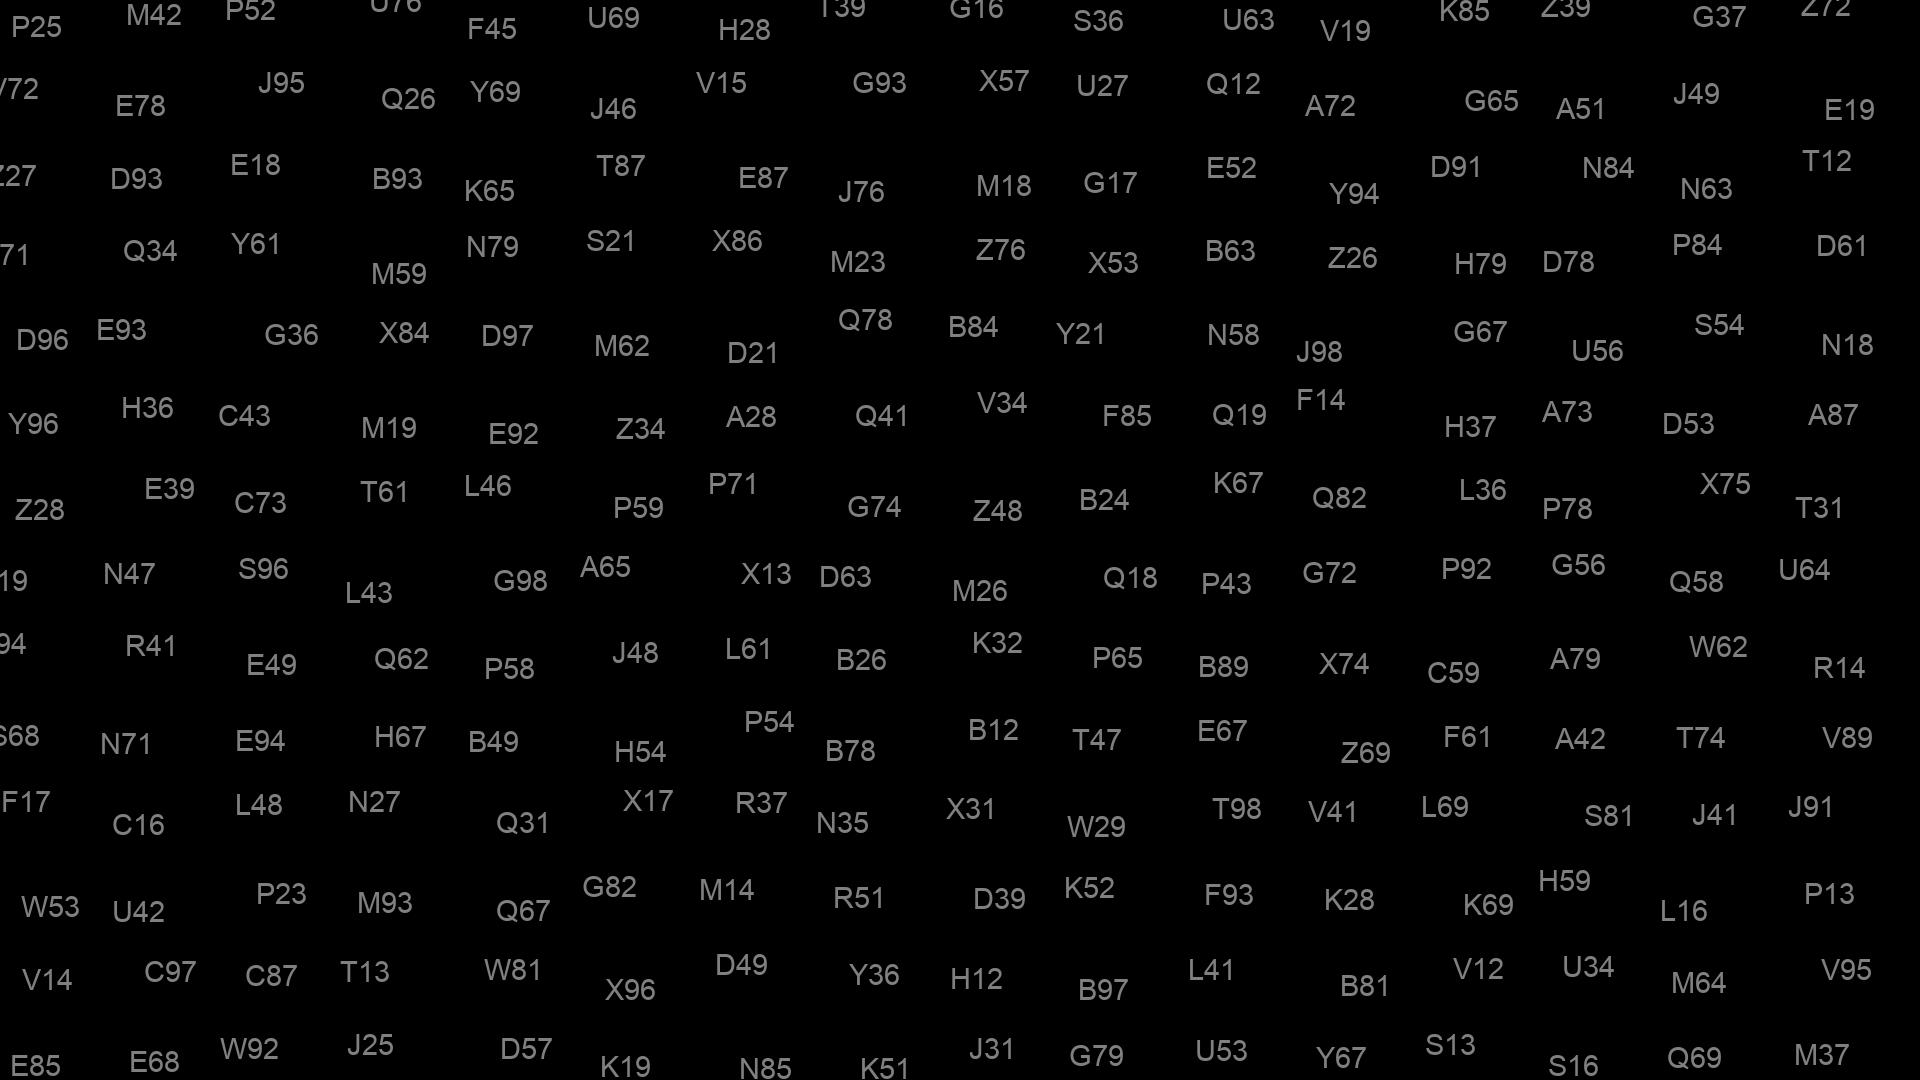 P25 M42 P52 U76 F45 U69 H28 T39 G16 S36 U63 V19 K85 Z39 G37 Z72
V72 E78 J95 Q26 Y69 J46 V15 G93 X57 U27 Q12 A72 G65 A51 J49 E19
Z27 D93 E18 B93 K65 T87 E87 J76 M18 G17 E52 Y94 D91 N84 N63 T12
71 Q34 Y61 M59 N79 S21 X86 M23 Z76 X53 B63 Z26 H79 D78 P84 D61
D96 E93 G36 X84 D97 M62 D21 Q78 B84 Y21 N58 J98 G67 U56 S54 N18
Y96 H36 C43 M19 E92 Z34 A28 Q41 V34 F85 Q19 F14 H37 A73 D53 A87
Z28 E39 C73 T61 L46 P59 P71 G74 Z48 B24 K67 Q82 L36 P78 X75 T31
19 N47 S96 L43 G98 A65 X13 D63 M26 Q18 P43 G72 P92 G56 Q58 U64
94 R41 E49 Q62 P58 J48 L61 B26 K32 P65 B89 X74 C59 A79 W62 R14
S68 N71 E94 H67 B49 H54 P54 B78 B12 T47 E67 Z69 F61 A42 T74 V89
F17 C16 L48 N27 Q31 X17 R37 N35 X31 W29 T98 V41 L69 S81 J41 J91
W53 U42 P23 M93 Q67 G82 M14 R51 D39 K52 F93 K28 K69 H59 L16 P13
V14 C97 C87 T13 W81 X96 D49 Y36 H12 B97 L41 B81 V12 U34 M64 V95
E85 E68 W92 J25 D57 K19 N85 K51 J31 G79 U53 Y67 S13 S16 Q69 M37